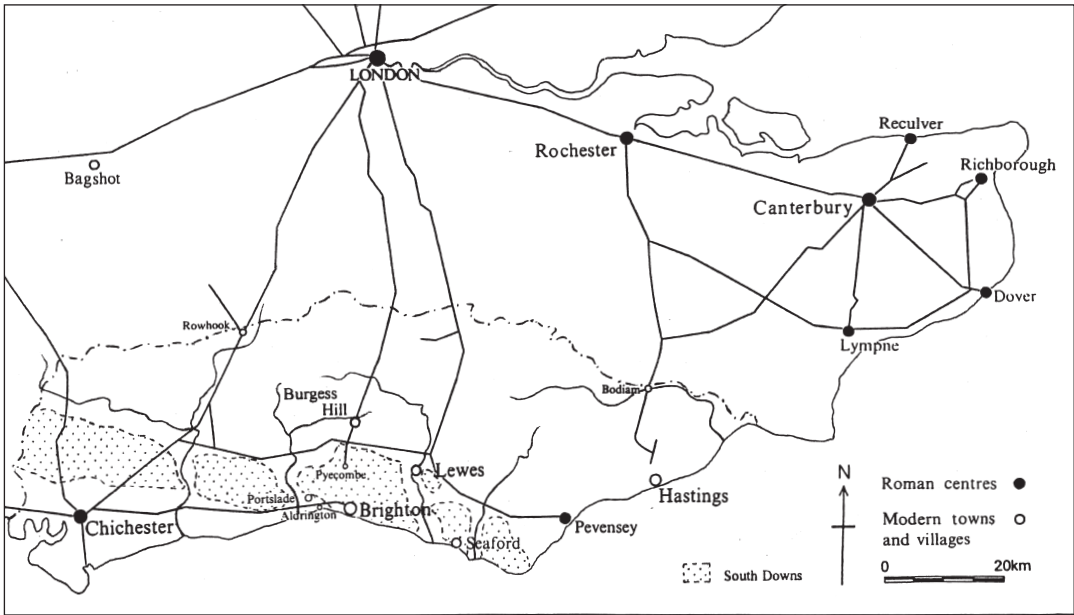 LONDON
Bagshot
Rochester
Reculver
Richborough
Canterbury
Dover
Lympne
Rowhook
Bodiam
Burgess
Hill
Pyecombe
Lewes
Portslade
Aldrington
Brighton
Chichester
Seaford
Pevensey
Hastings
N
Roman centres
Modern towns
and villages
0 20km
South Downs